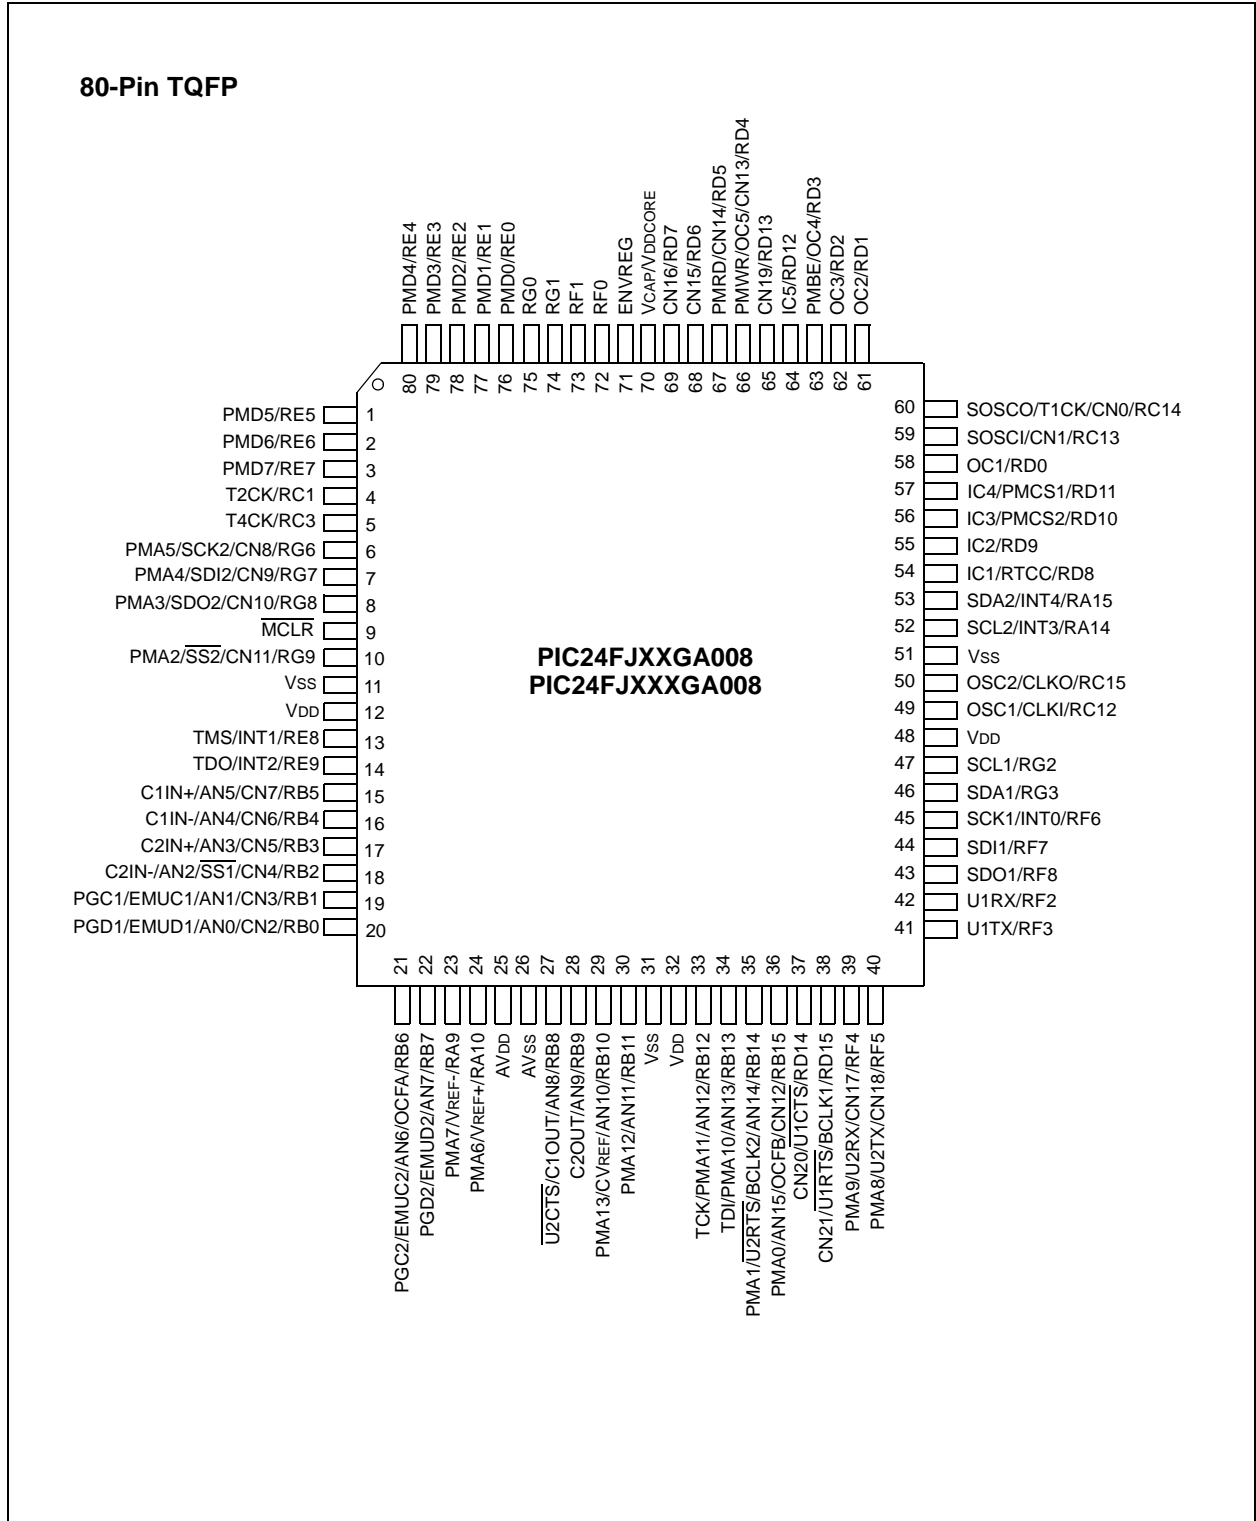 80-Pin TQFP
PMD4/RE4
PMD3/RE3
PMD2/RE2
PMD1/RE1
PMD0/RE0
RG0
RG1
RF1
RF0
ENVREG
VCAP/VDDCORE
CN16/RD7
CN15/RD6
PMRD/CN14/RD5
PMWR/OC5/CN13/RD4
CN19/RD13
IC5/RD12
PMBE/OC4/RD3
OC3/RD2
OC2/RD1
80 79 78 77 76 75 74 73 72 71 70 69 68 67 66 65 64 63 62 61
PMD5/RE5 1
PMD6/RE6 2
PMD7/RE7 3
T2CK/RC1 4
T4CK/RC3 5
PMA5/SCK2/CN8/RG6 6
PMA4/SDI2/CN9/RG7 7
PMA3/SDO2/CN10/RG8 8
MCLR 9
PMA2/SS2/CN11/RG9 10
VSS 11
VDD 12
TMS/INT1/RE8 13
TDO/INT2/RE9 14
C1IN+/AN5/CN7/RB5 15
C1IN-/AN4/CN6/RB4 16
C2IN+/AN3/CN5/RB3 17
C2IN-/AN2/SS1/CN4/RB2 18
PGC1/EMUC1/AN1/CN3/RB1 19
PGD1/EMUD1/AN0/CN2/RB0 20
PIC24FJXXGA008
PIC24FJXXXGA008
60 SOSCO/T1CK/CN0/RC14
59 SOSCI/CN1/RC13
58 OC1/RD0
57 IC4/PMCS1/RD11
56 IC3/PMCS2/RD10
55 IC2/RD9
54 IC1/RTCC/RD8
53 SDA2/INT4/RA15
52 SCL2/INT3/RA14
51 VSS
50 OSC2/CLKO/RC15
49 OSC1/CLKI/RC12
48 VDD
47 SCL1/RG2
46 SDA1/RG3
45 SCK1/INT0/RF6
44 SDI1/RF7
43 SDO1/RF8
42 U1RX/RF2
41 U1TX/RF3
21 22 23 24 25 26 27 28 29 30 31 32 33 34 35 36 37 38 39 40
PGC2/EMUC2/AN6/OCFA/RB6
PGD2/EMUD2/AN7/RB7
PMA7/VREF-/RA9
PMA6/VREF+/RA10
AVDD
AVSS
U2CTS/C1OUT/AN8/RB8
C2OUT/AN9/RB9
PMA13/CVREF/AN10/RB10
PMA12/AN11/RB11
VSS
VDD
TCK/PMA11/AN12/RB12
TDI/PMA10/AN13/RB13
PMA1/U2RTS/BCLK2/AN14/RB14
PMA0/AN15/OCFB/CN12/RB15
CN20/U1CTS/RD14
CN21/U1RTS/BCLK1/RD15
PMA9/U2RX/CN17/RF4
PMA8/U2TX/CN18/RF5